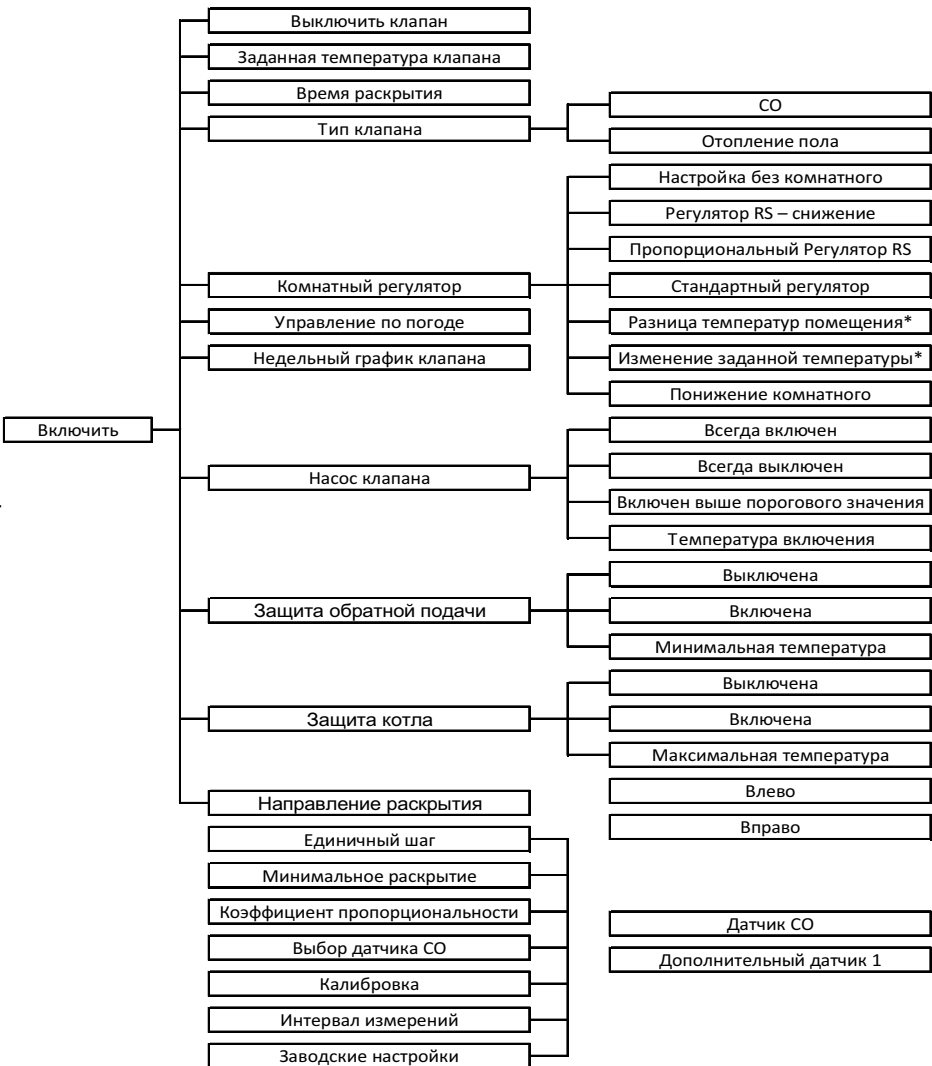 Выключить клапан
Заданная температура клапана
Время раскрытия
Тип клапана
СО
Отопление пола
Настройка без комнатного
Регулятор RS – снижение
Пропорциональный Регулятор RS
Комнатный регулятор
Стандартный регулятор
Управление по погоде
Разница температур помещения*
Недельный график клапана
Изменение заданной температуры*
Понижение комнатного
Включить
Всегда включен
Всегда выключен
Насос клапана
Включен выше порогового значения
Температура включения
Выключена
Защита обратной подачи
Включена
Минимальная температура
Выключена
Защита котла
Включена
Максимальная температура
Направление раскрытия
Влево
Вправо
Единичный шаг
Минимальное раскрытие
Коэффициент пропорциональности
Выбор датчика СО
Датчик СО
Дополнительный датчик 1
Калибровка
Интервал измерений
Заводские настройки